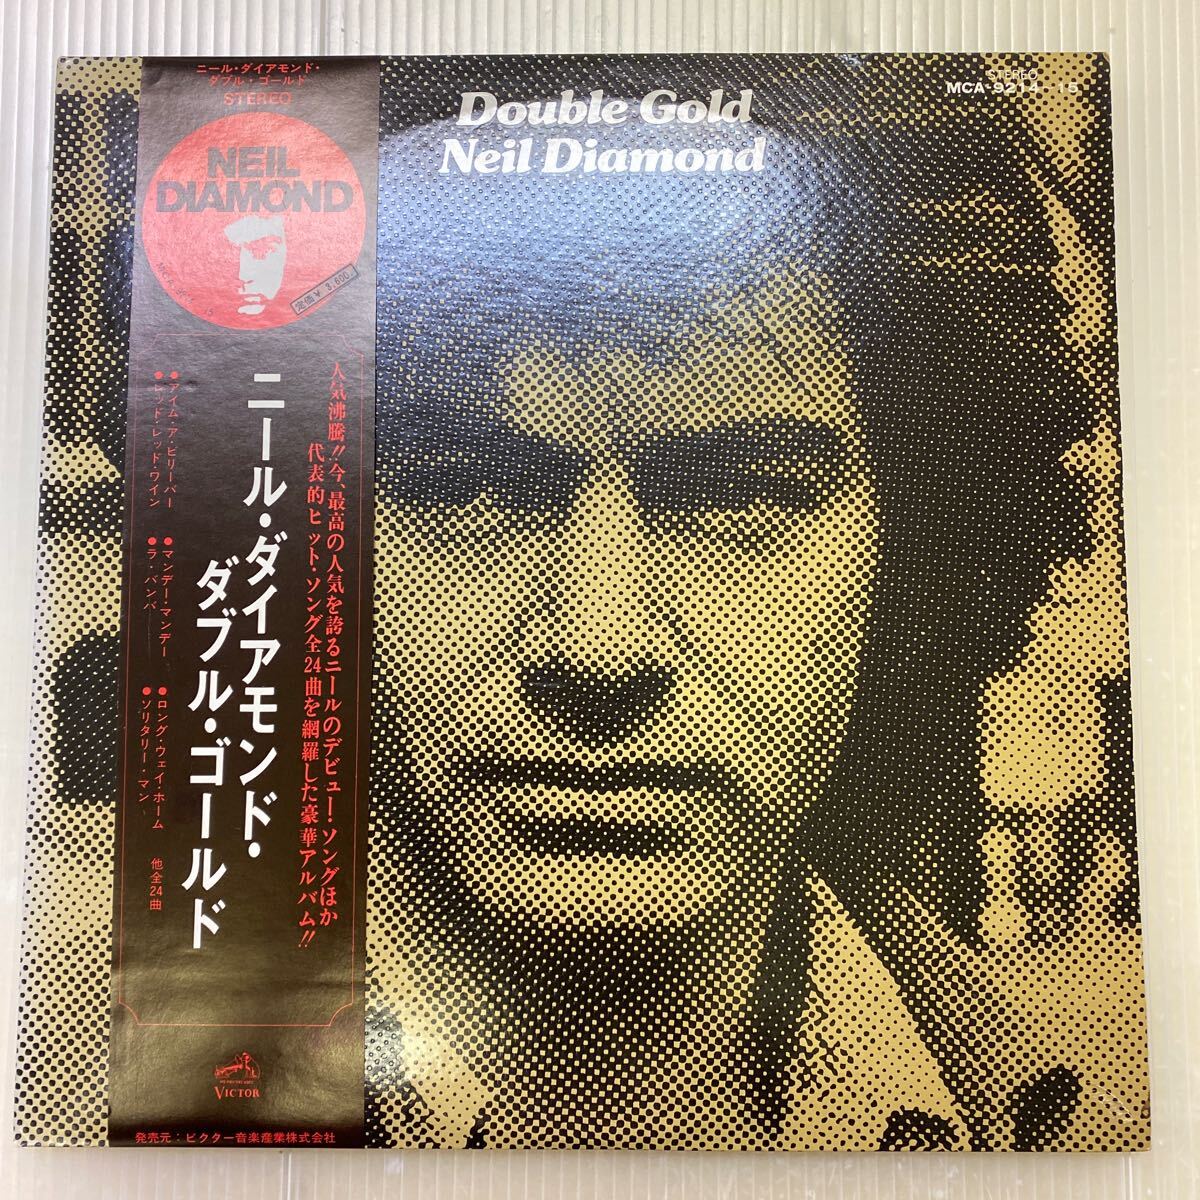 ニール・ダイアモンド・
ダブル・ゴールド
STEREO
NEIL
DIAMOND
定価¥3,600
ニール・ダイアモンド・
ダブル・ゴールド
人気沸騰!!今、最高の人気を誇るニールのデビュー・ソングほか
代表的ヒット・ソング全24曲を網羅した豪華アルバム!!
●アイム・ア・ビリーバー
●レッド・レッド・ワイン
●マンデー・マンデー
●ラ・バンバ
●ロング・ウェイ・ホーム
●ソリタリー・マン
他全24曲
VICTOR
発売元:ビクター音楽産業株式会社
Double Gold
Neil Diamond
STEREO
MCA-9214~15